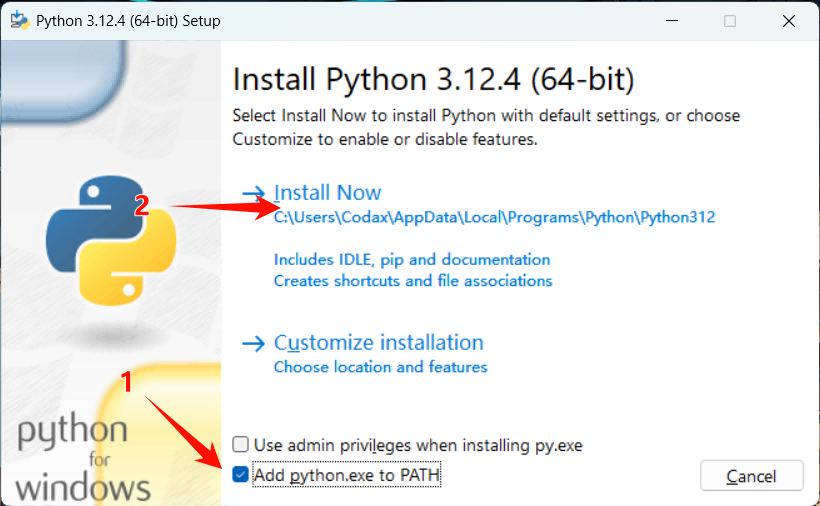 Python 3.12.4 (64-bit) Setup
Install Python 3.12.4 (64-bit)
Select Install Now to install Python with default settings, or choose
Customize to enable or disable features.
2
Install Now
C:\Users\Codax\AppData\Local\Programs\Python\Python312
Includes IDLE, pip and documentation
Creates shortcuts and file associations
Customize installation
Choose location and features
1
python
for
windows
Use admin privileges when installing py.exe
Add python.exe to PATH
Cancel